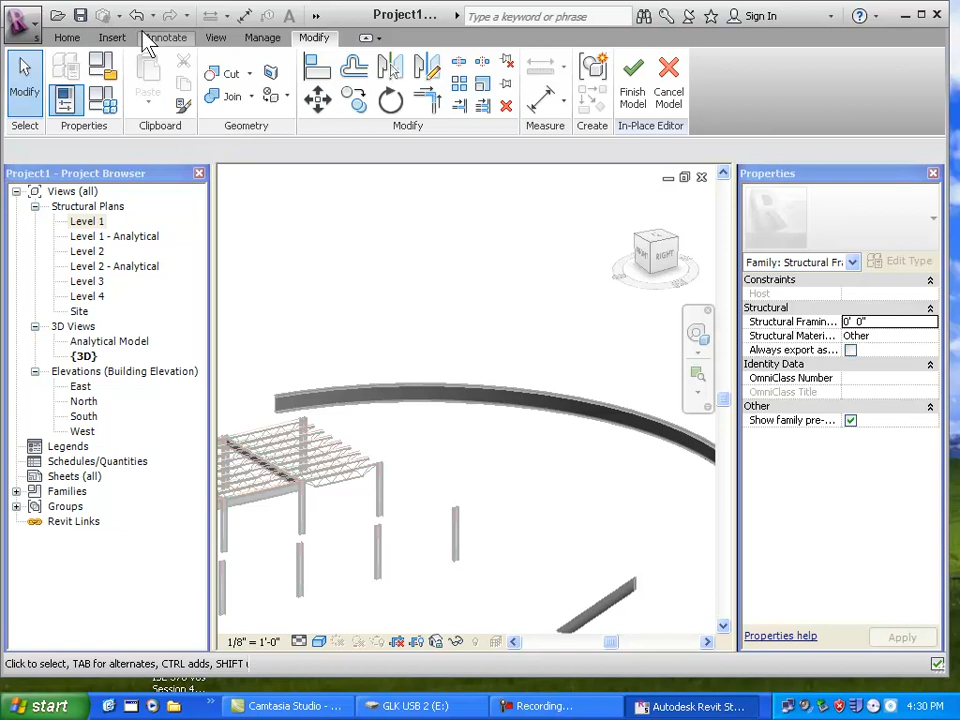 Project1...
Type a keyword or phrase
Sign In
Home
Insert
Annotate
View
Manage
Modify
Modify
Paste
Cut
Join
Finish Model
Cancel Model
Select
Properties
Clipboard
Geometry
Modify
Measure
Create
In-Place Editor
Project1 - Project Browser
Views (all)
Structural Plans
Level 1
Level 1 - Analytical
Level 2
Level 2 - Analytical
Level 3
Level 4
Site
3D Views
Analytical Model
{3D}
Elevations (Building Elevation)
East
North
South
West
Legends
Schedules/Quantities
Sheets (all)
Families
Groups
Revit Links
RIGHT
1/8" = 1'-0"
Properties
Family: Structural Fra
Edit Type
Constraints
Host
Structural
Structural Framin... 0' 0"
Structural Materi... Other
Always export as...
Identity Data
OmniClass Number
OmniClass Title
Other
Show family pre-...
Properties help
Apply
Click to select, TAB for alternates, CTRL adds, SHIFT u
Session 4...
start
Camtasia Studio - ...
GLK USB 2 (E:)
Recording...
Autodesk Revit St...
4:30 PM